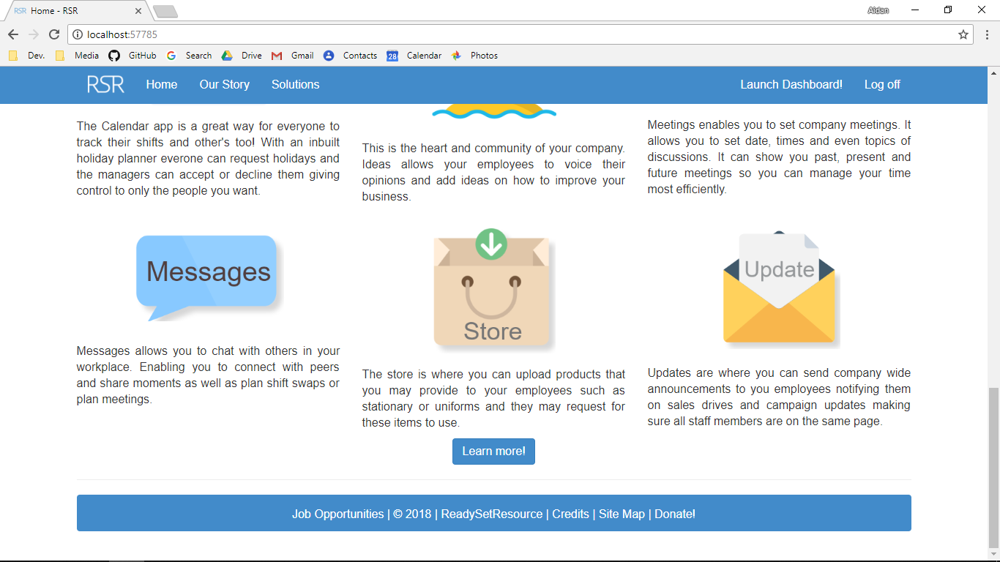 RSR Home - RSR
Aidan
localhost:57785
Dev. Media GitHub Search Drive Gmail Contacts 28 Calendar Photos
RSR Home Our Story Solutions Launch Dashboard! Log off
The Calendar app is a great way for everyone to
track their shifts and other's too! With an inbuilt
holiday planner everone can request holidays and
the managers can accept or decline them giving
control to only the people you want.
This is the heart and community of your company.
Ideas allows your employees to voice their
opinions and add ideas on how to improve your
business.
Meetings enables you to set company meetings. It
allows you to set date, times and even topics of
discussions. It can show you past, present and
future meetings so you can manage your time
most efficiently.
Messages
Messages allows you to chat with others in your
workplace. Enabling you to connect with peers
and share moments as well as plan shift swaps or
plan meetings.
Store
The store is where you can upload products that
you may provide to your employees such as
stationary or uniforms and they may request for
these items to use.
Update
Updates are where you can send company wide
announcements to you employees notifying them
on sales drives and campaign updates making
sure all staff members are on the same page.
Learn more!
Job Opportunities | © 2018 | ReadySetResource | Credits | Site Map | Donate!